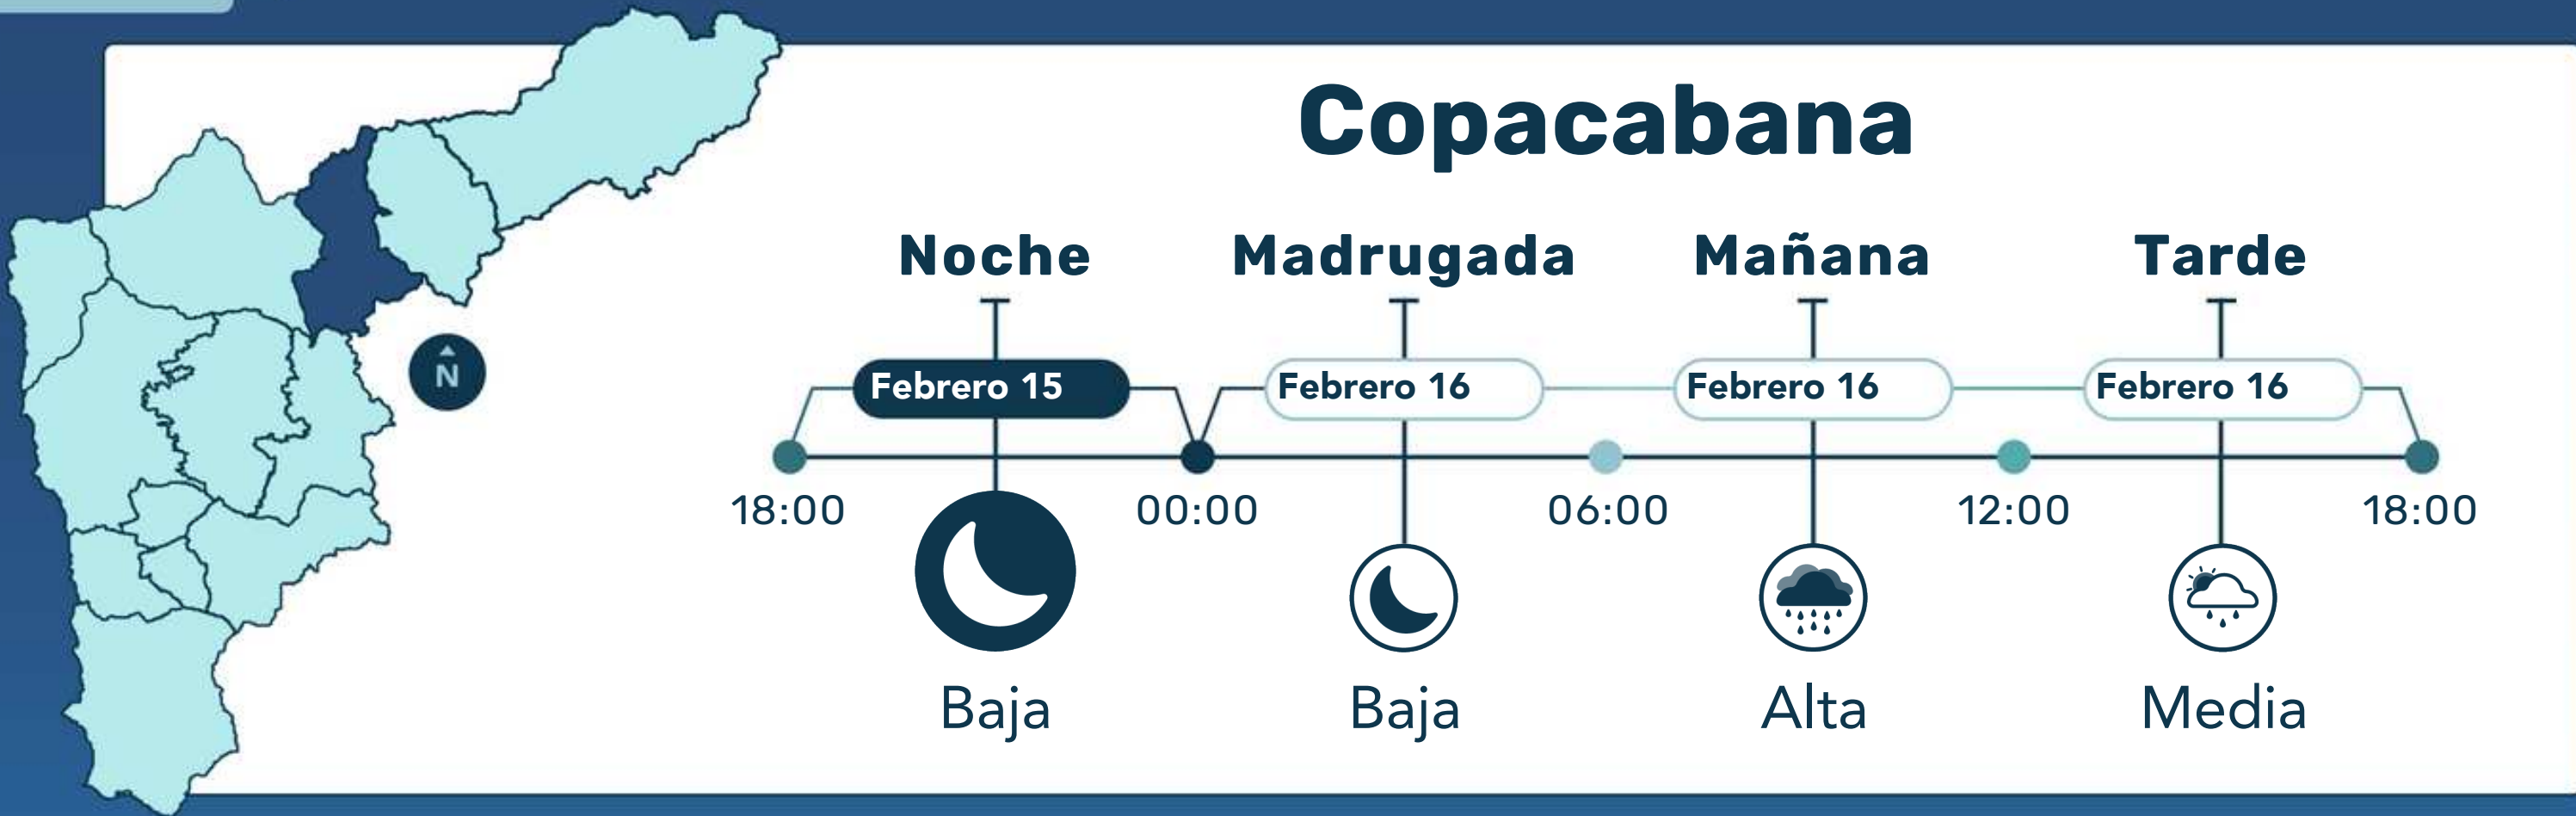 Copacabana
Noche Madrugada Mañana Tarde
N
Febrero 15 Febrero 16 Febrero 16 Febrero 16
18:00 00:00 06:00 12:00 18:00
Baja Baja Alta Media